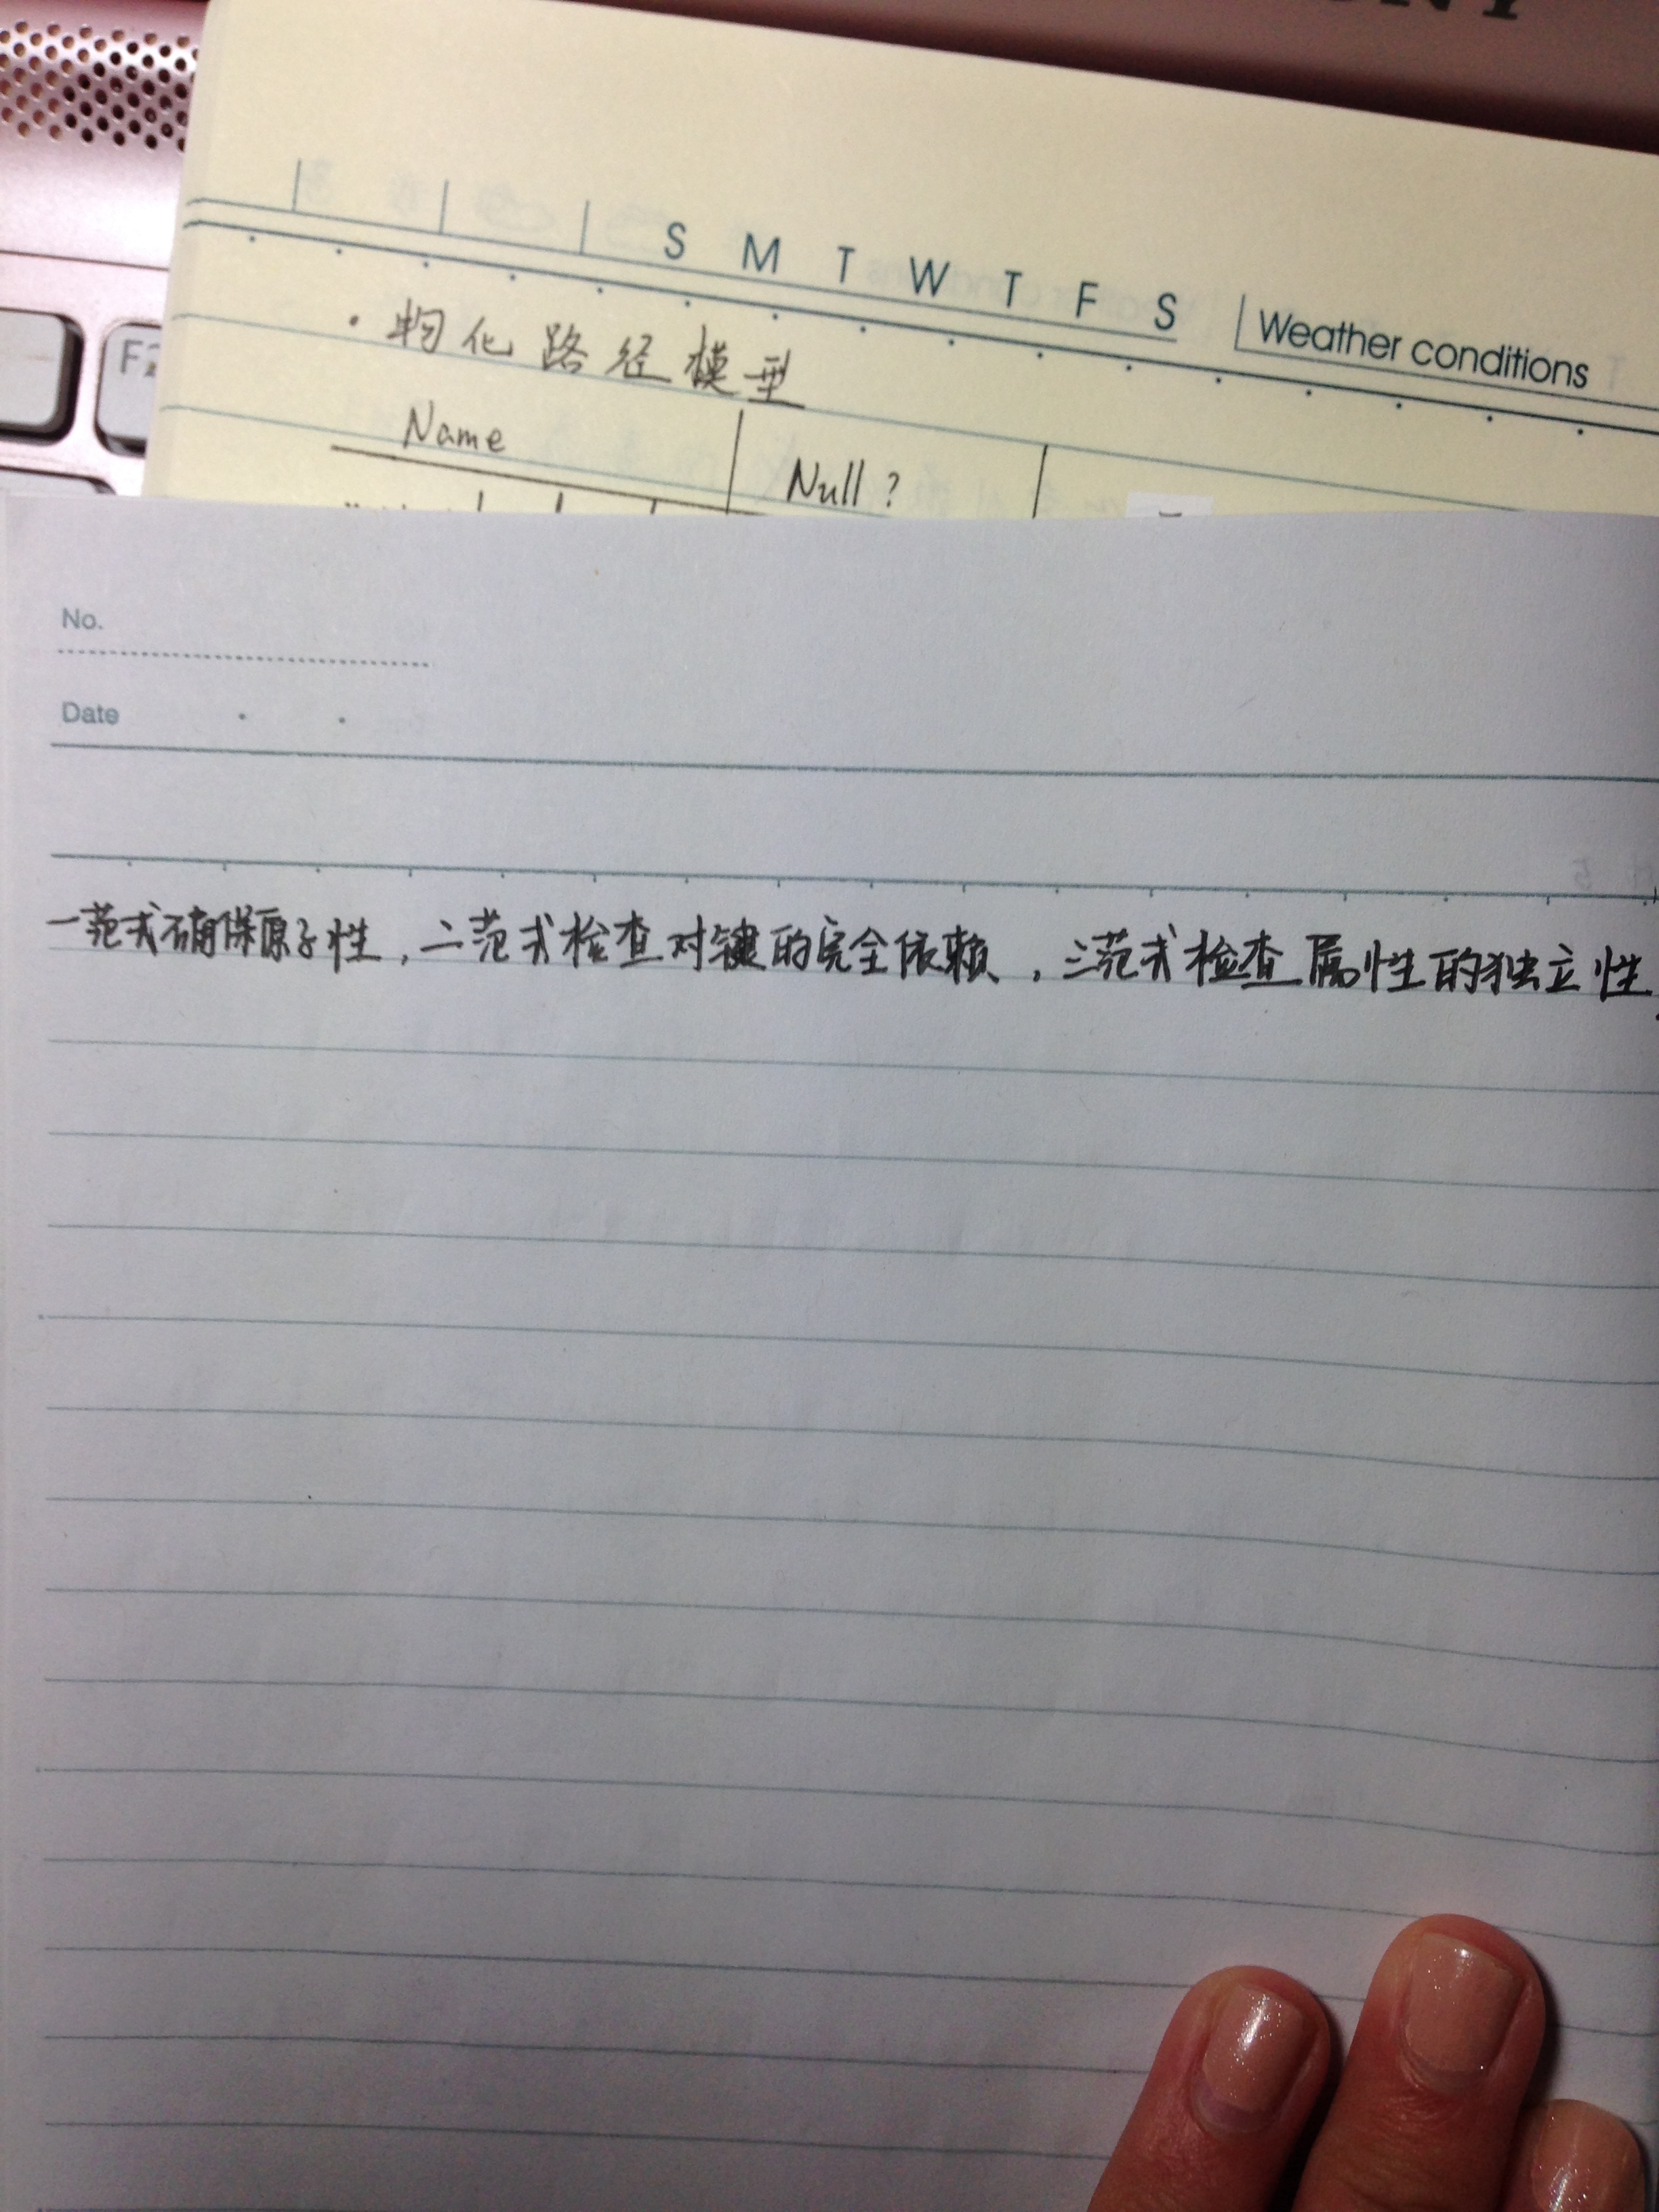 S M T W T F S Weather conditions
· 物化路径模型
Name Null ?
No.
Date
一范式确保原子性,二范式检查对键的完全依赖,三范式检查属性的独立性